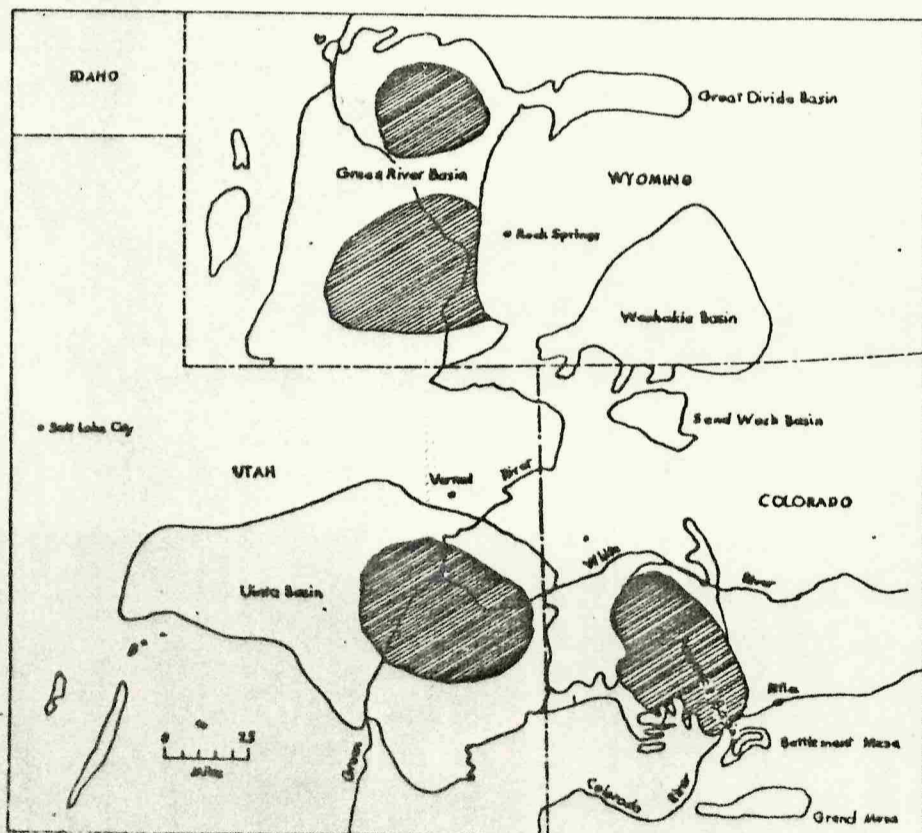 IDAHO
Great Divide Basin
Green River Basin
WYOMING
Rock Springs
Washakie Basin
Salt Lake City
Sand Wash Basin
UTAH
Vernal
River
COLORADO
White
River
Uinta Basin
Rifle
0
Miles
Green
Battlement Mesa
Colorado
River
Grand Mesa